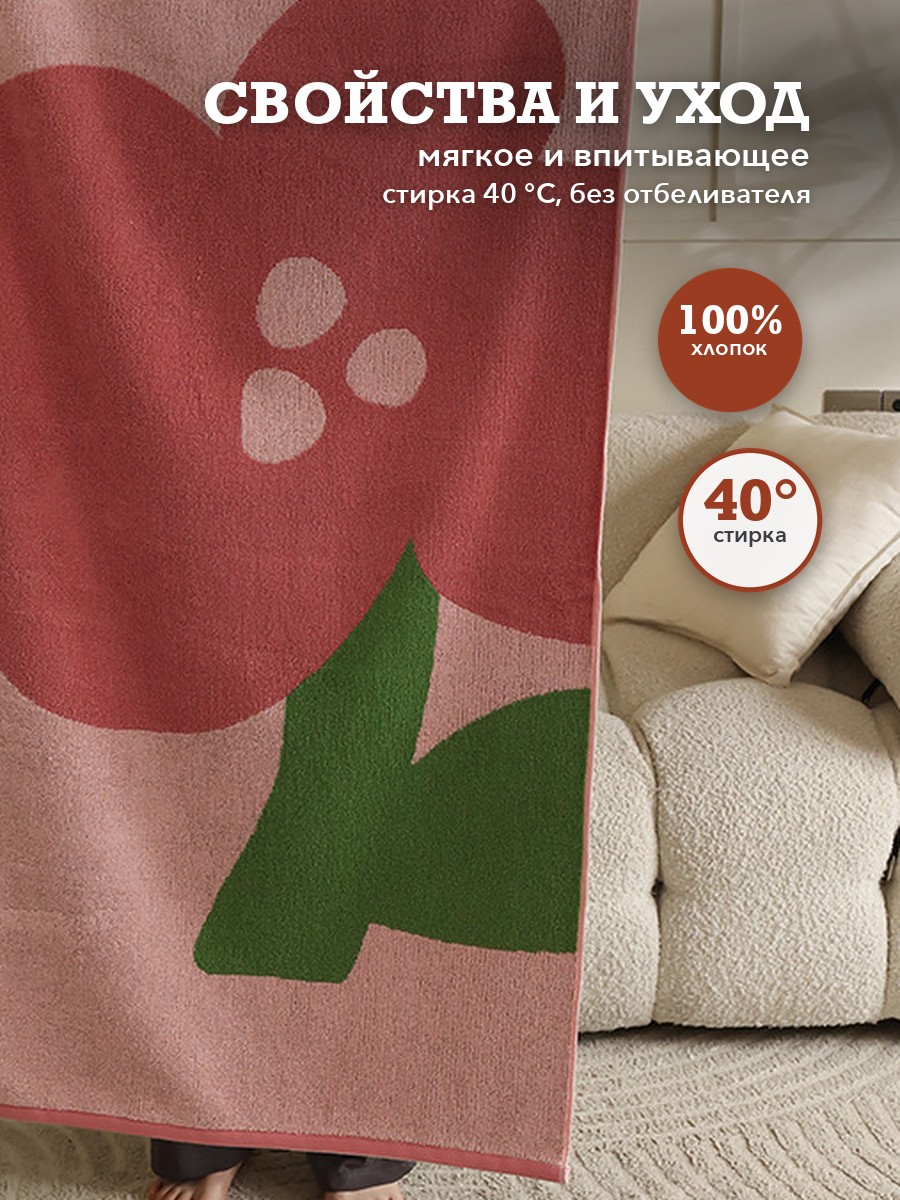 СВОЙСТВА И УХОД
мягкое и впитывающее
стирка 40 °C, без отбеливателя
100%
хлопок
40°
стирка